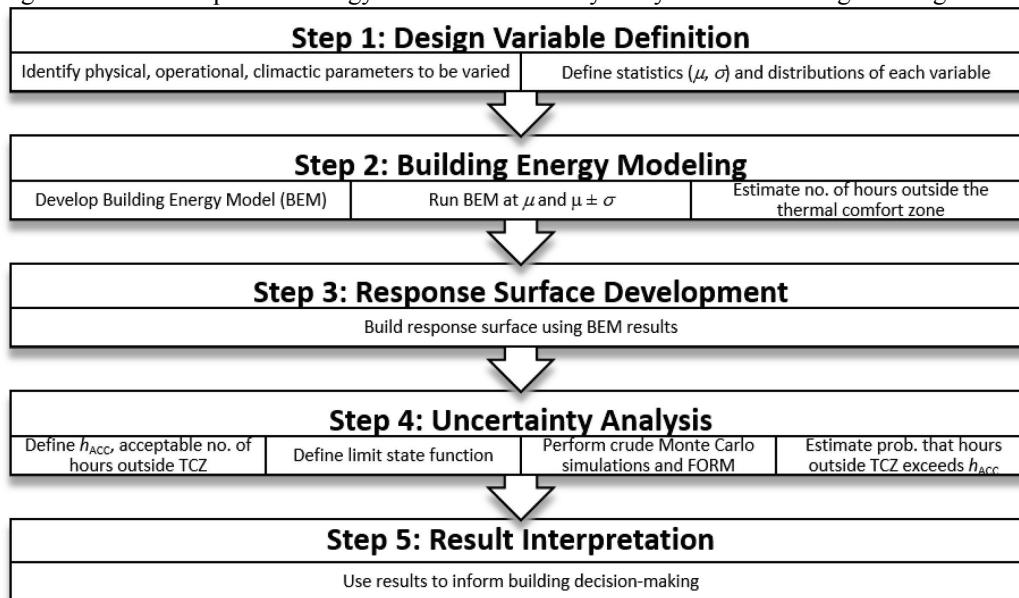 Step 1: Design Variable Definition
Identify physical, operational, climactic parameters to be varied
Define statistics (μ, σ) and distributions of each variable
Step 2: Building Energy Modeling
Develop Building Energy Model (BEM)
Run BEM at μ and μ ± σ
Estimate no. of hours outside the
thermal comfort zone
Step 3: Response Surface Development
Build response surface using BEM results
Step 4: Uncertainty Analysis
Define hACC, acceptable no. of
hours outside TCZ
Define limit state function
Perform crude Monte Carlo
simulations and FORM
Estimate prob. that hours
outside TCZ exceeds hACC
Step 5: Result Interpretation
Use results to inform building decision-making